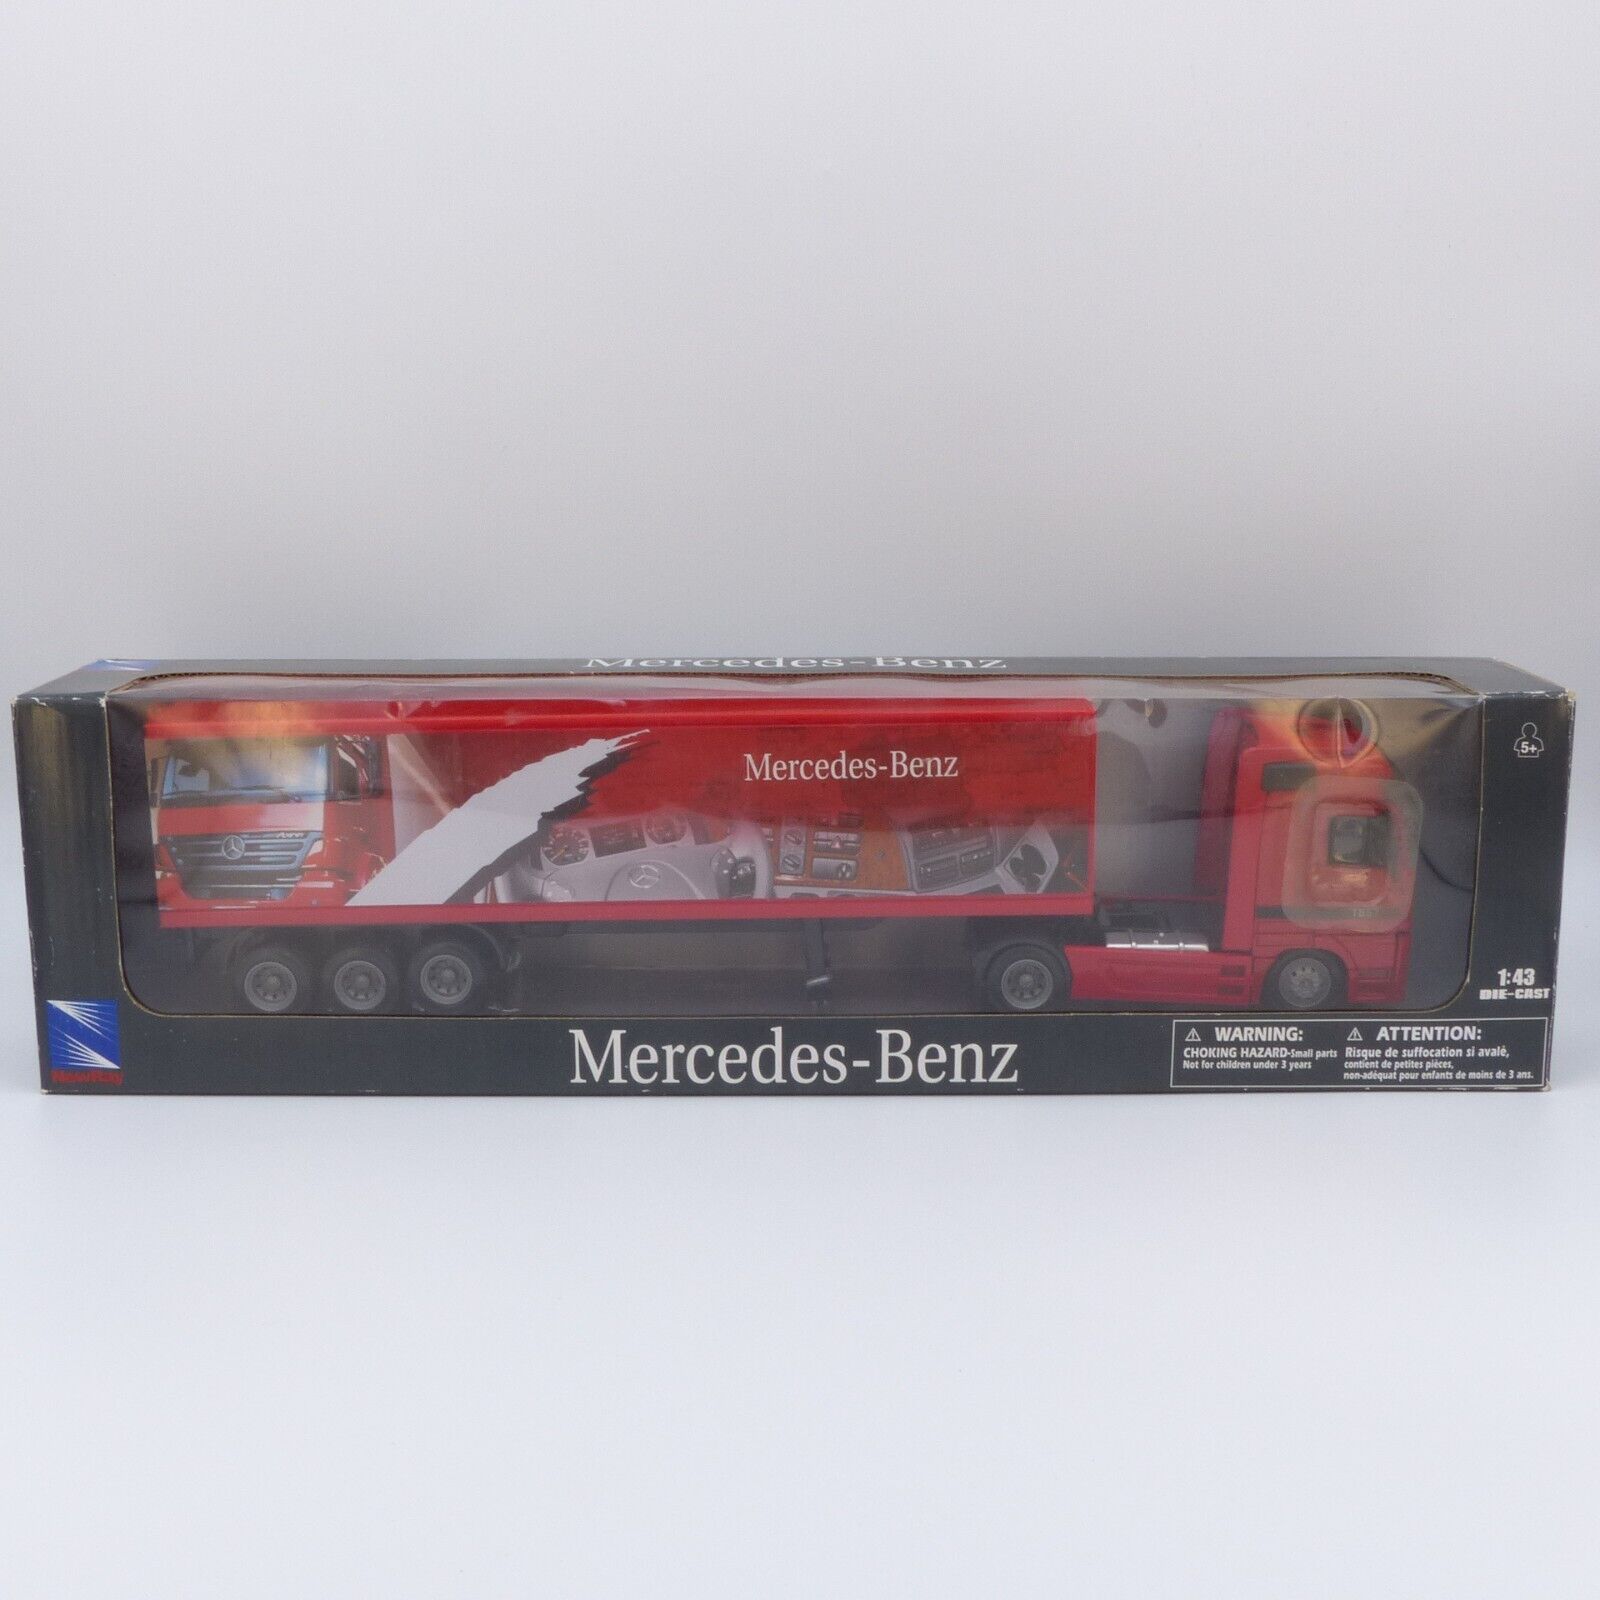 Mercedes-Benz
Mercedes-Benz
5+
1:43
DIE-CAST
NewRay
Mercedes-Benz
WARNING:
CHOKING HAZARD-Small parts
Not for children under 3 years
ATTENTION:
Risque de suffocation si avalé,
contient de petites pièces,
non-adéquat pour enfants de moins de 3 ans.